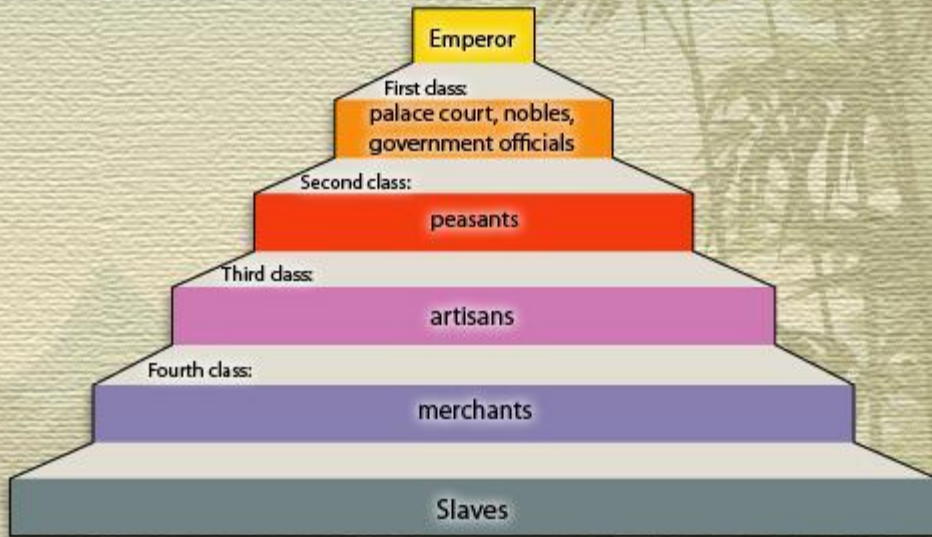 Emperor
First class:
palace court, nobles,
government officials
Second class:
peasants
Third class:
artisans
Fourth class:
merchants
Slaves